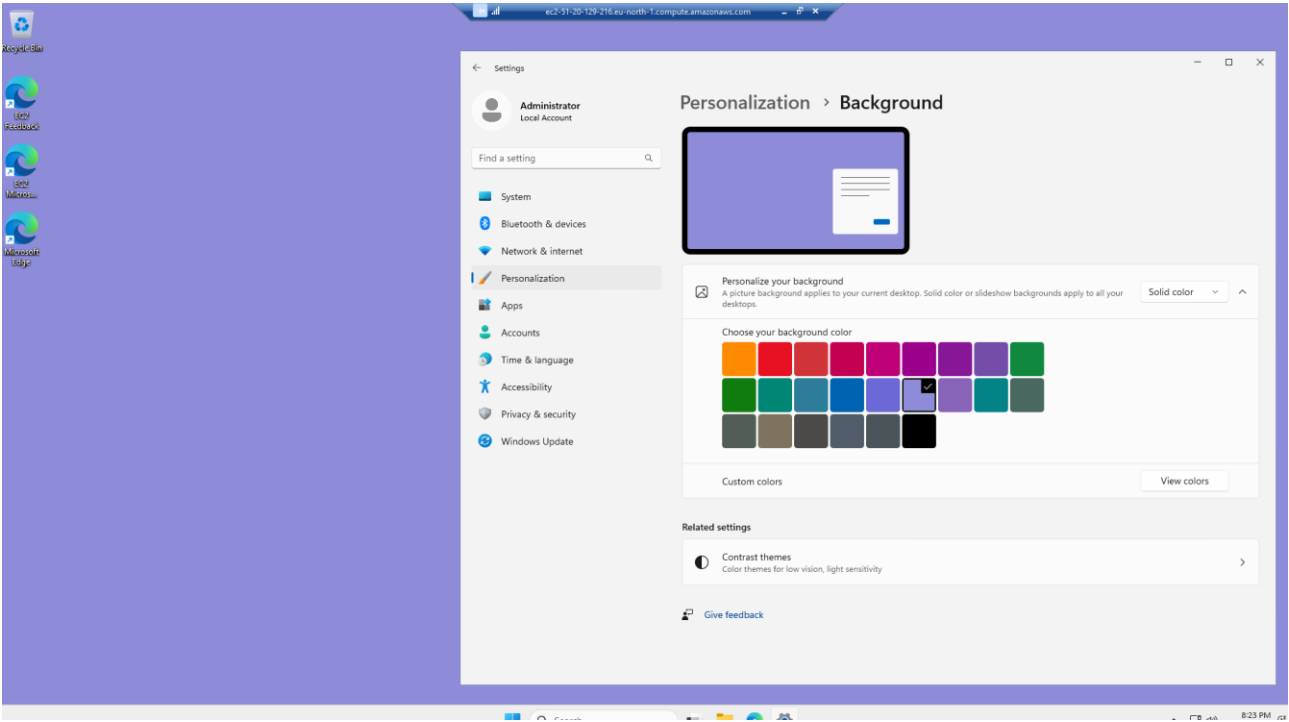 ec2-51-20-129-216.eu-north-1.compute.amazonaws.com
Recycle Bin
EC2
Feedback
EC2
Micros...
Microsoft
Edge
Settings
Administrator
Local Account
Find a setting
System
Bluetooth & devices
Network & internet
Personalization
Apps
Accounts
Time & language
Accessibility
Privacy & security
Windows Update
Personalization > Background
Personalize your background
A picture background applies to your current desktop. Solid color or slideshow backgrounds apply to all your
desktops.
Solid color
Choose your background color
Custom colors
View colors
Related settings
Contrast themes
Color themes for low vision, light sensitivity
Give feedback
Search
8:23 PM